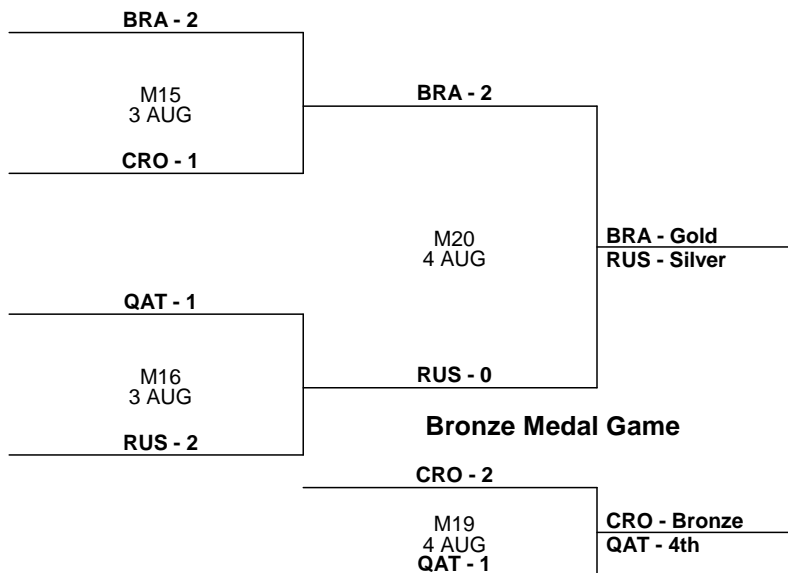 BRA - 2
M15
3 AUG
CRO - 1
BRA - 2
M20
4 AUG
BRA - Gold
RUS - Silver
QAT - 1
M16
3 AUG
RUS - 2
RUS - 0
Bronze Medal Game
CRO - 2
M19
4 AUG
QAT - 1
CRO - Bronze
QAT - 4th